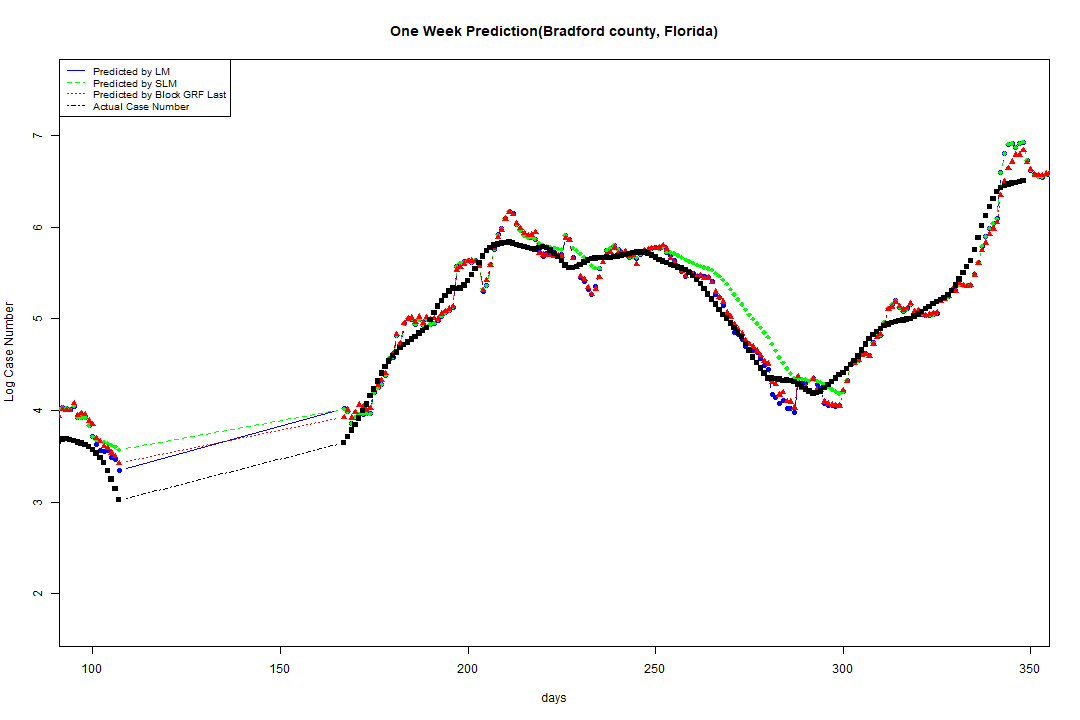 One Week Prediction(Bradford county, Florida)
Predicted by LM
Predicted by SLM
Predicted by Block GRF Last
Actual Case Number
7
6
5
4
3
2
Log Case Number
100 150 200 250 300 350
days